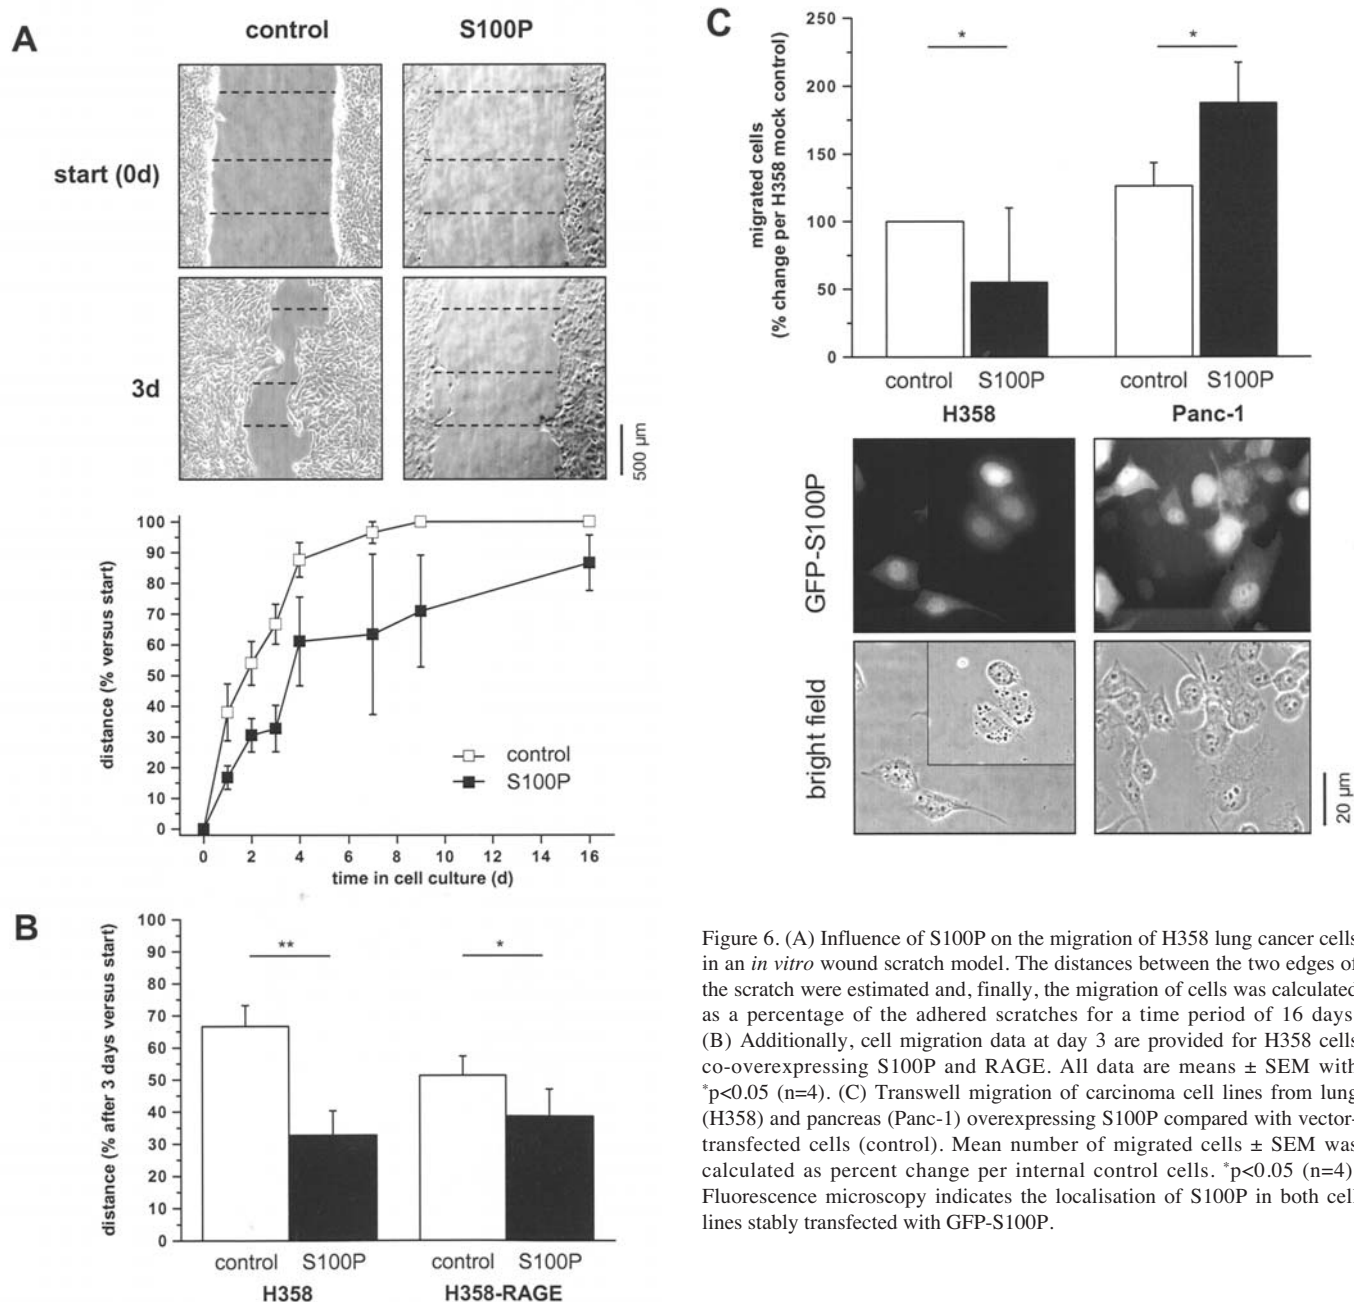 A
control
S100P
start (0d)
3d
500 µm
distance (% versus start)
100
90
80
70
60
50
40
30
20
10
0
control
S100P
0 2 4 6 8 10 12 14 16
time in cell culture (d)
B
distance (% after 3 days versus start)
100
90
80
70
60
50
40
30
20
10
0
**
*
control S100P control S100P
H358 H358-RAGE
C
migrated cells
(% change per H358 mock control)
250
200
150
100
50
0
*
*
control S100P control S100P
H358 Panc-1
GFP-S100P
bright field
20 µm
Figure 6. (A) Influence of S100P on the migration of H358 lung cancer cells
in an in vitro wound scratch model. The distances between the two edges of
the scratch were estimated and, finally, the migration of cells was calculated
as a percentage of the adhered scratches for a time period of 16 days
(B) Additionally, cell migration data at day 3 are provided for H358 cells
co-overexpressing S100P and RAGE. All data are means ± SEM with
*p<0.05 (n=4). (C) Transwell migration of carcinoma cell lines from lung
(H358) and pancreas (Panc-1) overexpressing S100P compared with vector-
transfected cells (control). Mean number of migrated cells ± SEM was
calculated as percent change per internal control cells. *p<0.05 (n=4)
Fluorescence microscopy indicates the localisation of S100P in both cell
lines stably transfected with GFP-S100P.